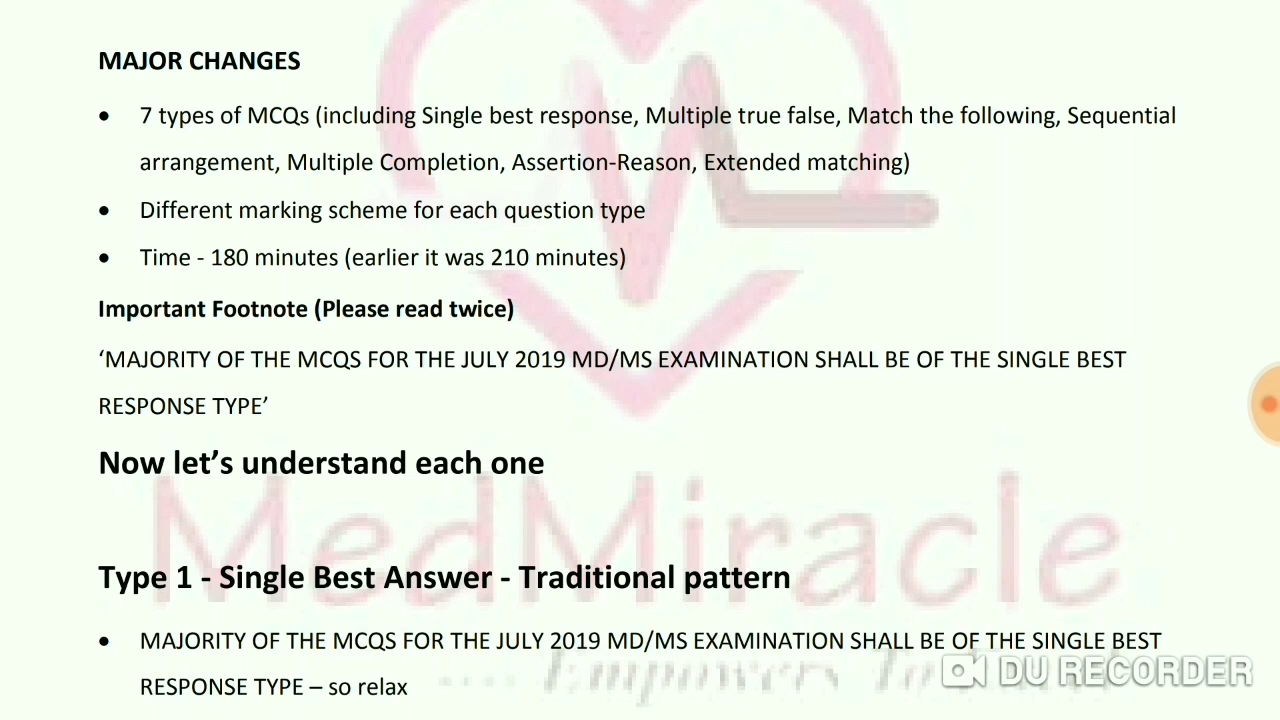 MAJOR CHANGES
• 7 types of MCQs (including Single best response, Multiple true false, Match the following, Sequential
arrangement, Multiple Completion, Assertion-Reason, Extended matching)
• Different marking scheme for each question type
• Time - 180 minutes (earlier it was 210 minutes)
Important Footnote (Please read twice)
‘MAJORITY OF THE MCQS FOR THE JULY 2019 MD/MS EXAMINATION SHALL BE OF THE SINGLE BEST
RESPONSE TYPE’
Now let’s understand each one
MedMiracle
Type 1 - Single Best Answer - Traditional pattern
• MAJORITY OF THE MCQS FOR THE JULY 2019 MD/MS EXAMINATION SHALL BE OF THE SINGLE BEST
RESPONSE TYPE – so relax
.... Empowers
DU RECORDER